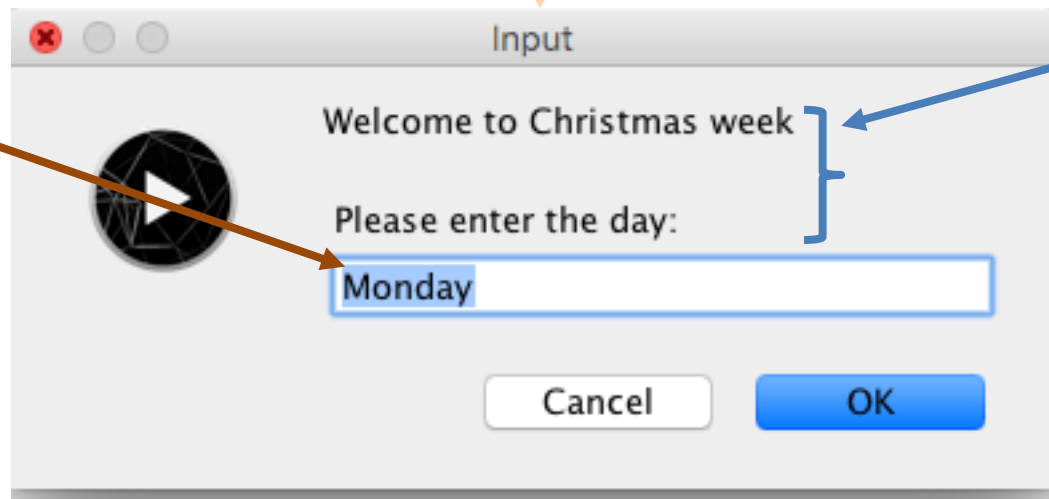 Input
Welcome to Christmas week
Please enter the day:
Monday
Cancel
OK